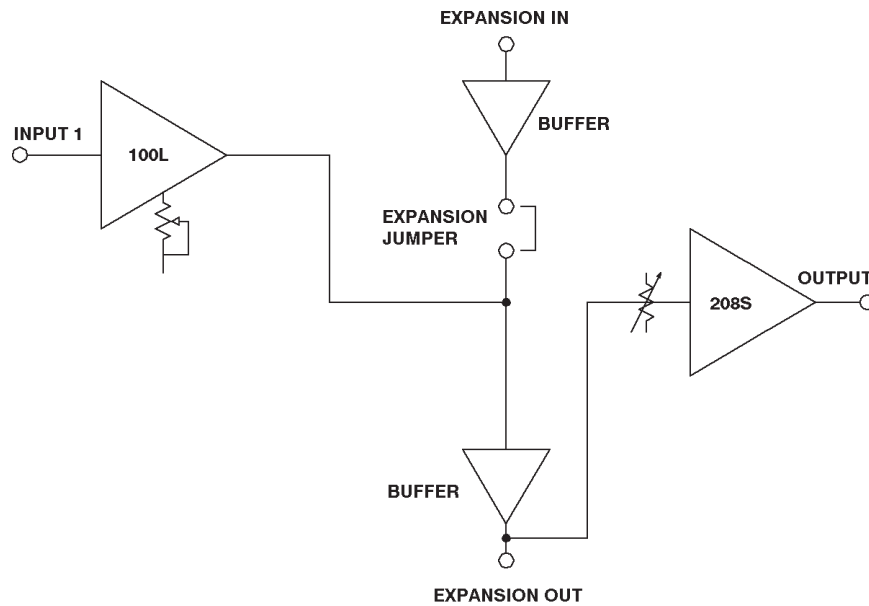 EXPANSION IN
BUFFER
INPUT 1
100L
EXPANSION
JUMPER
OUTPUT
208S
BUFFER
EXPANSION OUT